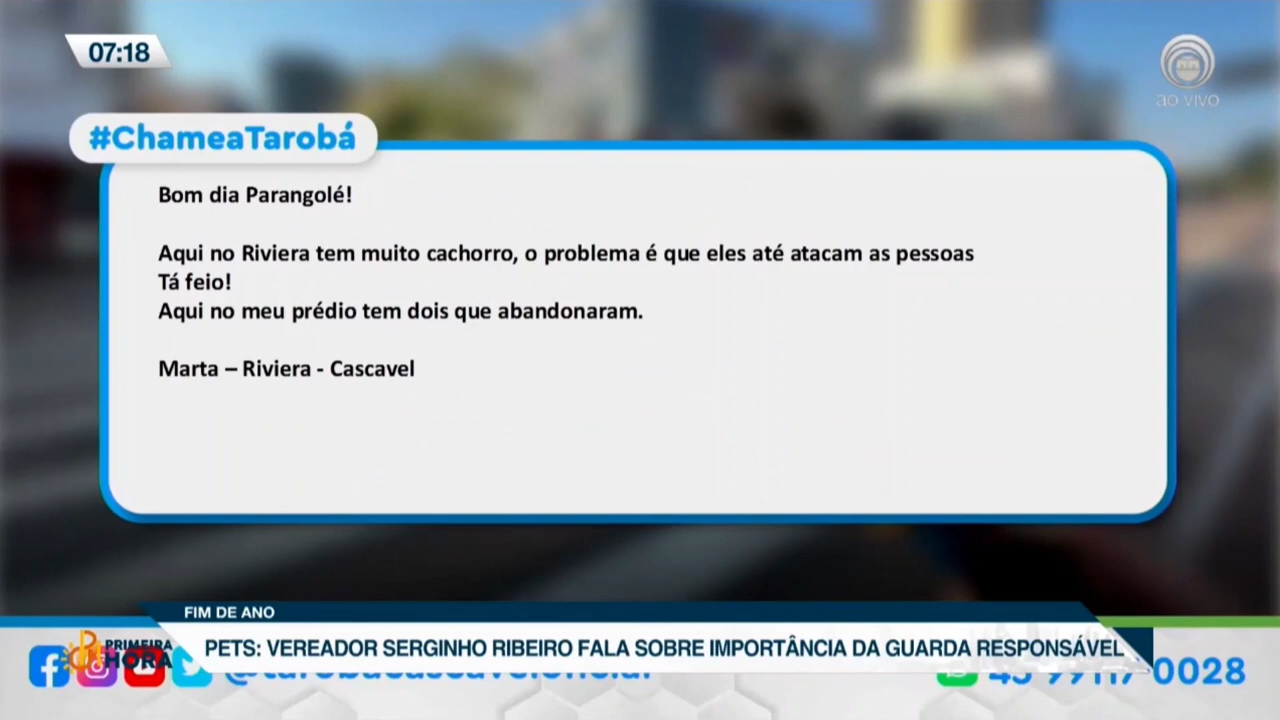 07:18
ao vivo
#ChameaTarobá
Bom dia Parangolé!
Aqui no Riviera tem muito cachorro, o problema é que eles até atacam as pessoas
Tá feio!
Aqui no meu prédio tem dois que abandonaram.
Marta – Riviera - Cascavel
FIM DE ANO
PETS: VEREADOR SERGINHO RIBEIRO FALA SOBRE IMPORTÂNCIA DA GUARDA RESPONSÁVEL
PRIMEIRA
HORA
0028